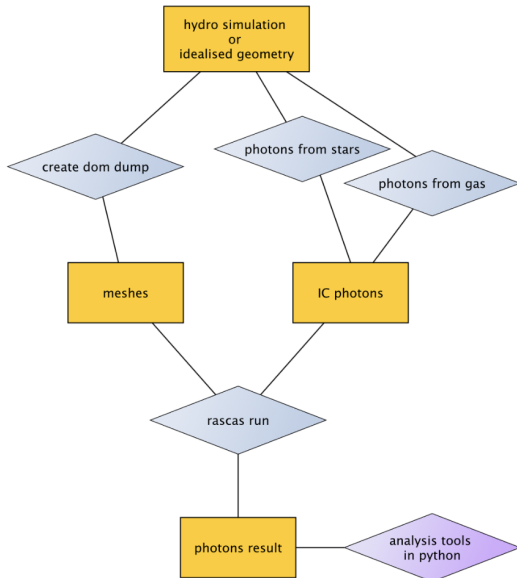 hydro simulation
or
idealised geometry
create dom dump
photons from stars
photons from gas
meshes
IC photons
rascas run
photons result
analysis tools
in python